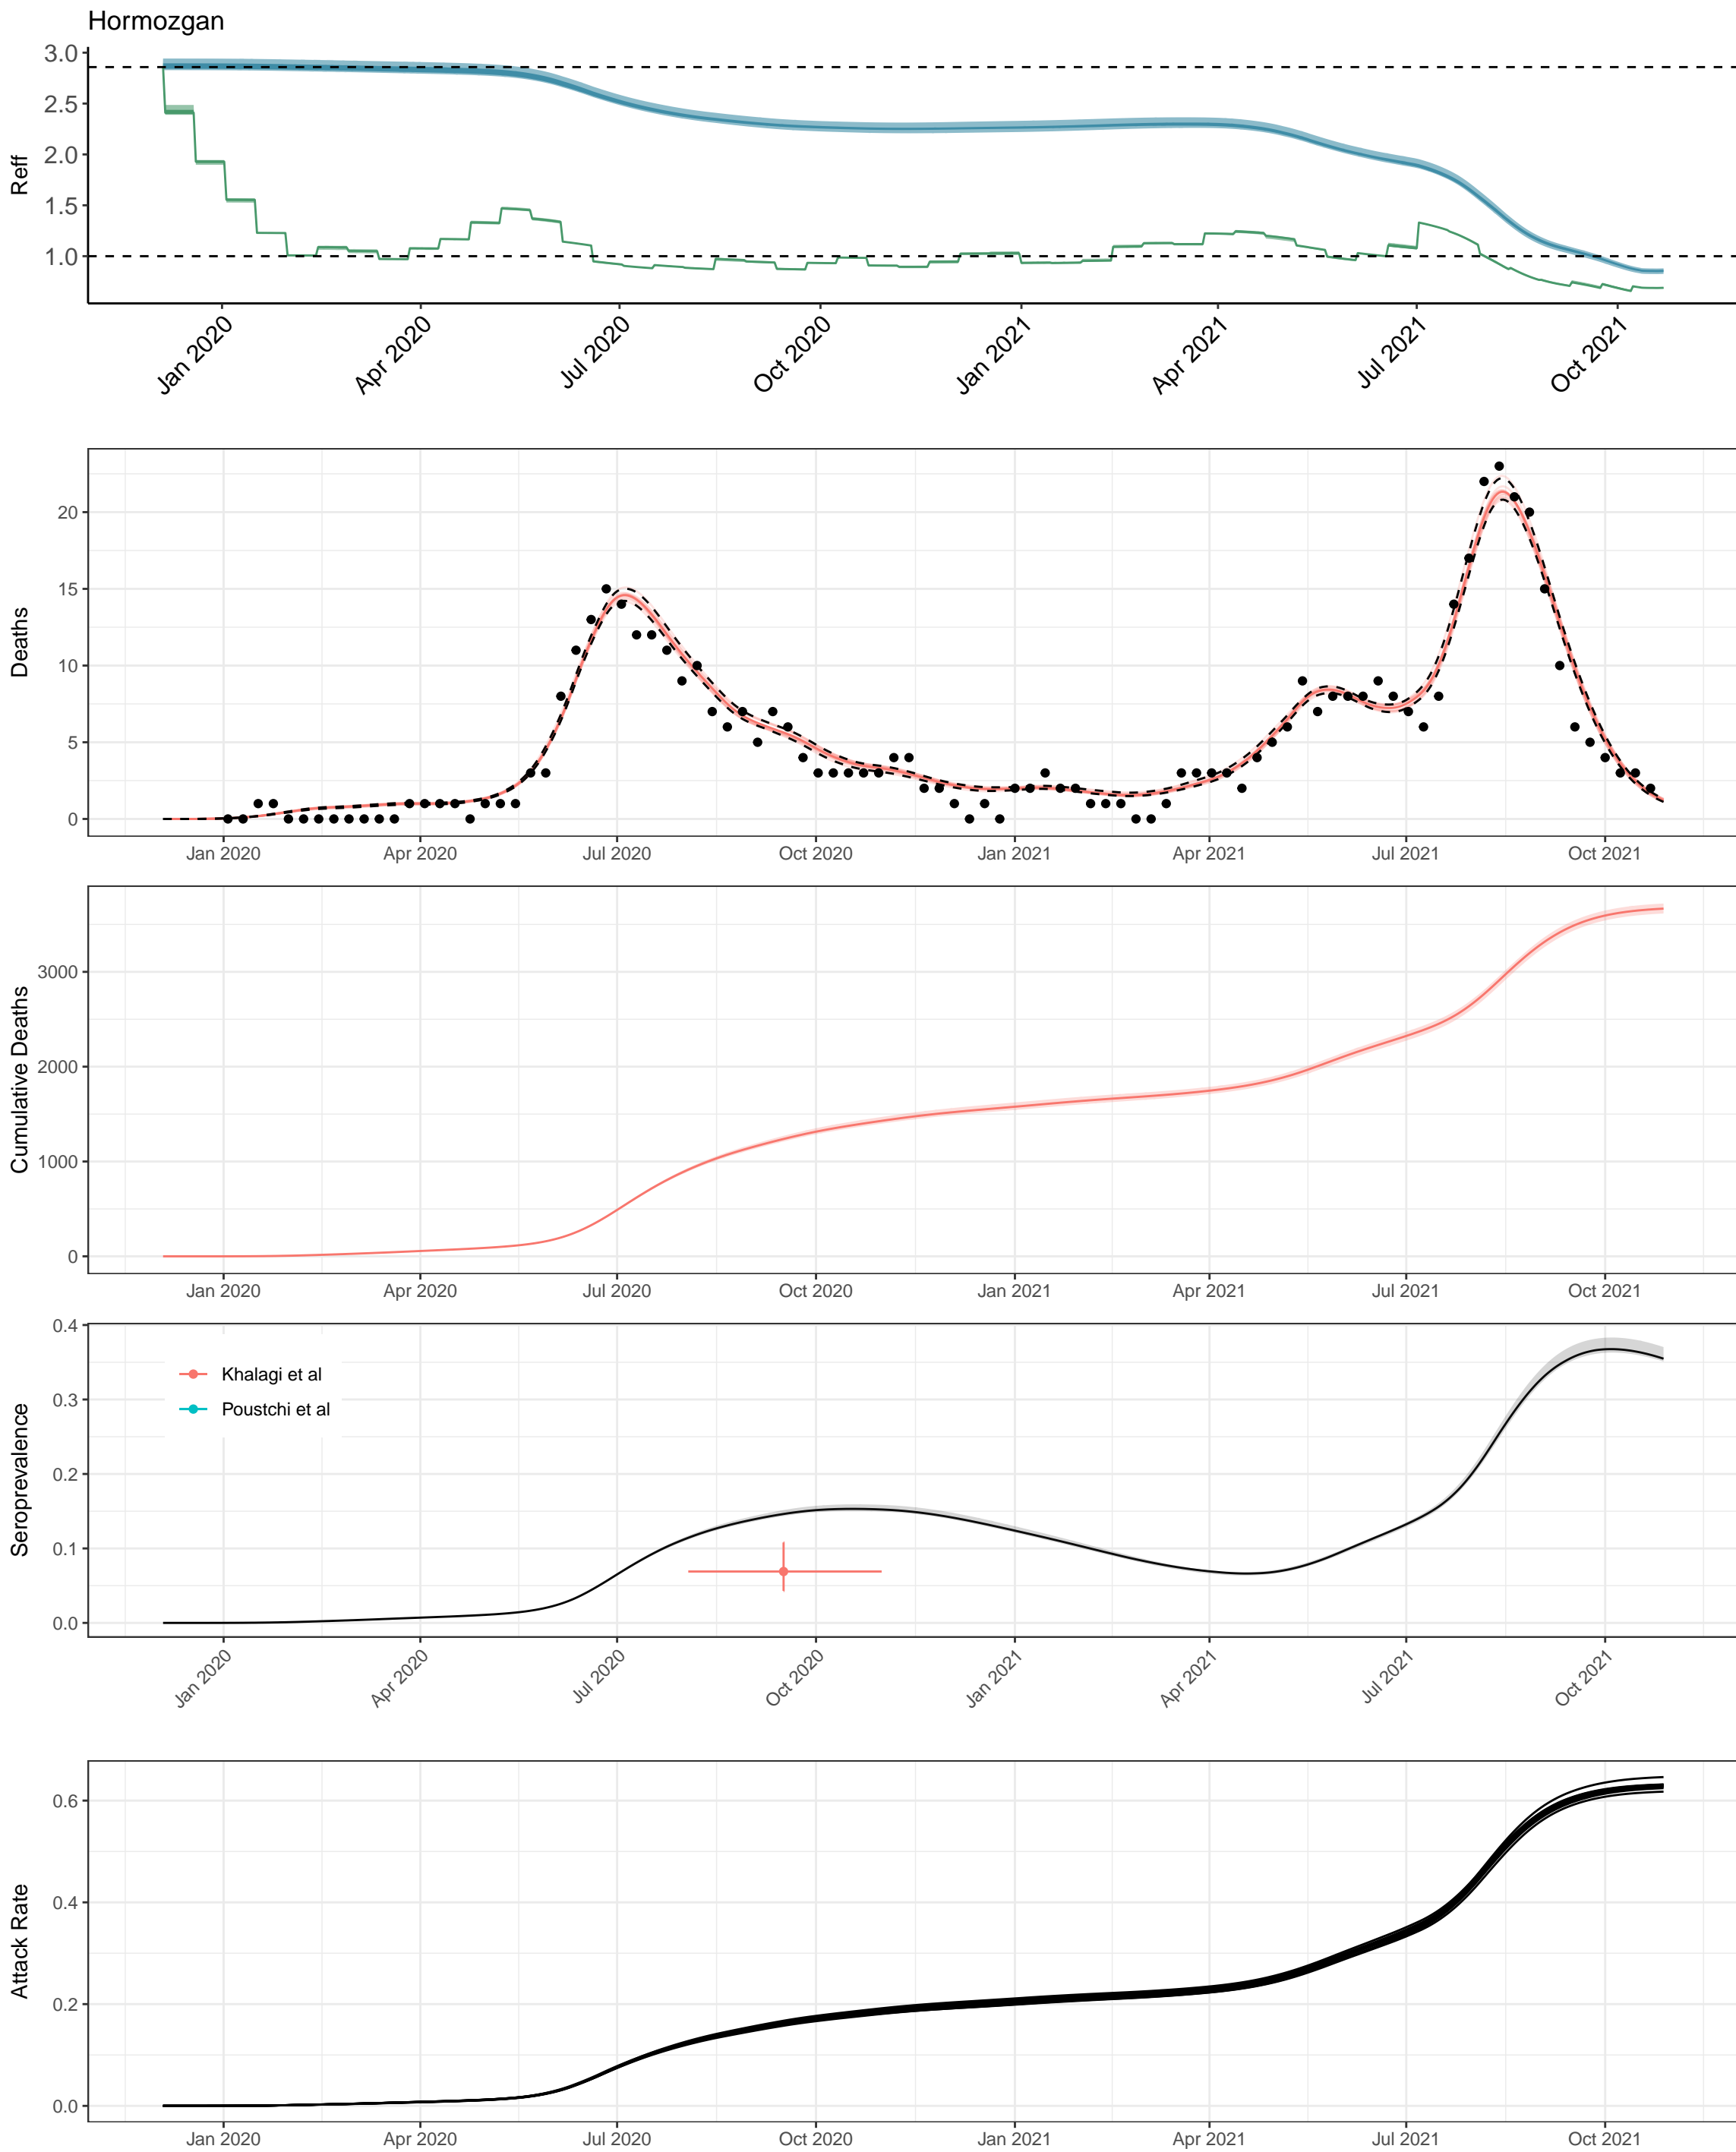 Hormozgan
Reff
3.0
2.5
2.0
1.5
1.0
Jan 2020
Apr 2020
Jul 2020
Oct 2020
Jan 2021
Apr 2021
Jul 2021
Oct 2021
Deaths
20
15
10
5
0
Jan 2020
Apr 2020
Jul 2020
Oct 2020
Jan 2021
Apr 2021
Jul 2021
Oct 2021
Cumulative Deaths
3000
2000
1000
0
Jan 2020
Apr 2020
Jul 2020
Oct 2020
Jan 2021
Apr 2021
Jul 2021
Oct 2021
Seroprevalence
0.4
0.3
0.2
0.1
0.0
Khalagi et al
Poustchi et al
Jan 2020
Apr 2020
Jul 2020
Oct 2020
Jan 2021
Apr 2021
Jul 2021
Oct 2021
Attack Rate
0.6
0.4
0.2
0.0
Jan 2020
Apr 2020
Jul 2020
Oct 2020
Jan 2021
Apr 2021
Jul 2021
Oct 2021